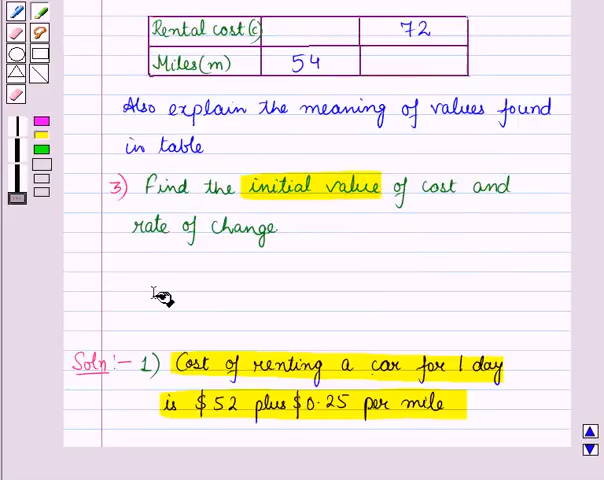 Rental cost(c) 72
Miles(m) 54
Also explain the meaning of values found
in table
3) Find the initial value of cost and
rate of change
Soln:- 1) Cost of renting a car for 1 day
is $52 plus $0.25 per mile